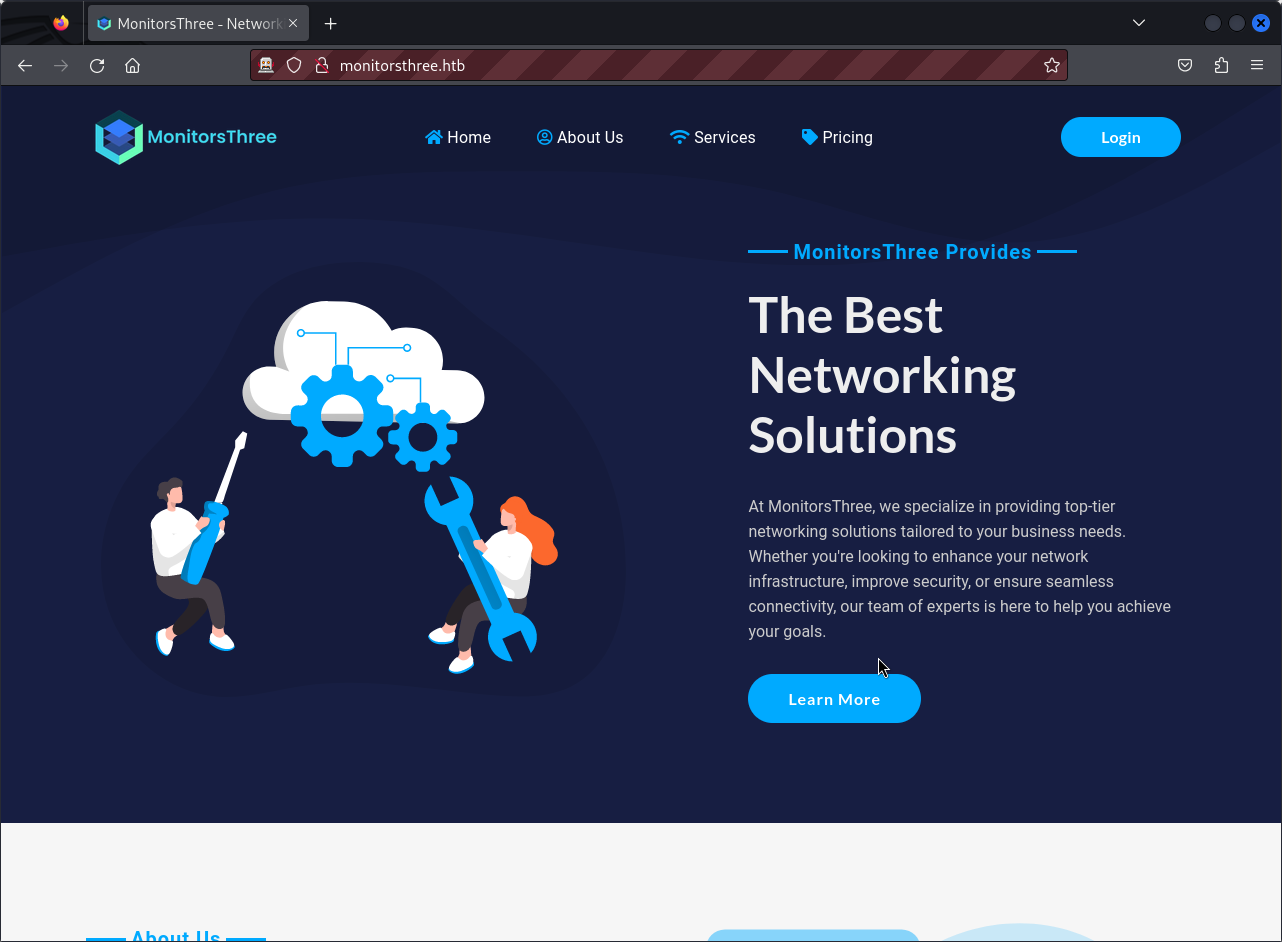 MonitorsThree - Network
monitorsthree.htb
MonitorsThree
Home
About Us
Services
Pricing
Login
MonitorsThree Provides
The Best
Networking
Solutions
At MonitorsThree, we specialize in providing top-tier
networking solutions tailored to your business needs.
Whether you're looking to enhance your network
infrastructure, improve security, or ensure seamless
connectivity, our team of experts is here to help you achieve
your goals.
Learn More
About Us